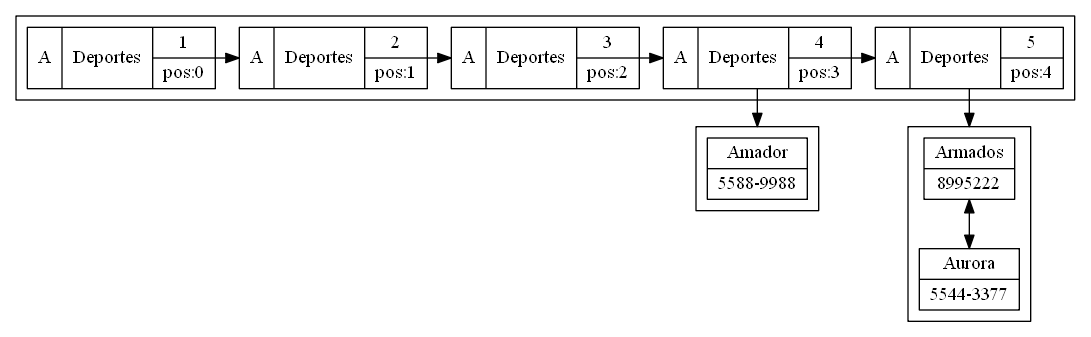 A Deportes 1 pos:0
A Deportes 2 pos:1
A Deportes 3 pos:2
A Deportes 4 pos:3
A Deportes 5 pos:4
Amador
5588-9988
Armados
8995222
Aurora
5544-3377